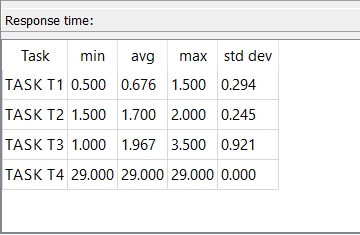 Response time:
Task min avg max std dev
TASK T1 0.500 0.676 1.500 0.294
TASK T2 1.500 1.700 2.000 0.245
TASK T3 1.000 1.967 3.500 0.921
TASK T4 29.000 29.000 29.000 0.000